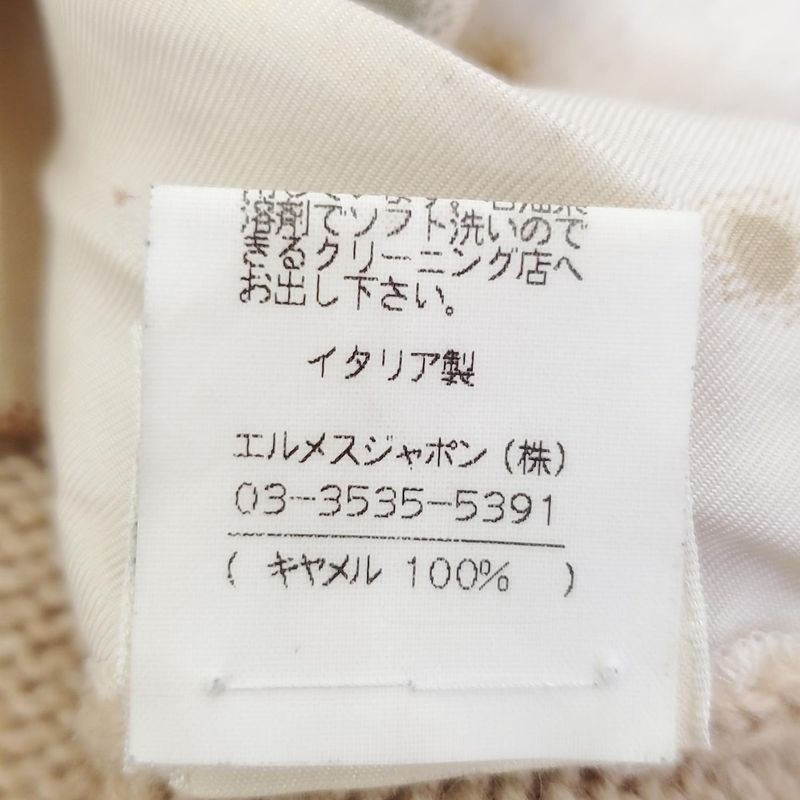 溶剤でソフト洗いので
きるクリーニング店へ
お出し下さい。
イタリア製
エルメスジャポン(株)
03-3535-5391
( キャメル 100% )